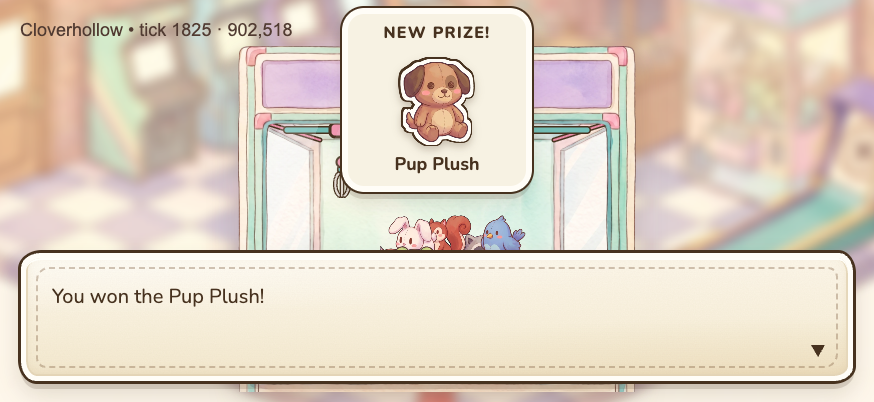 Cloverhollow • tick 1825 · 902,518
NEW PRIZE!
Pup Plush
You won the Pup Plush!